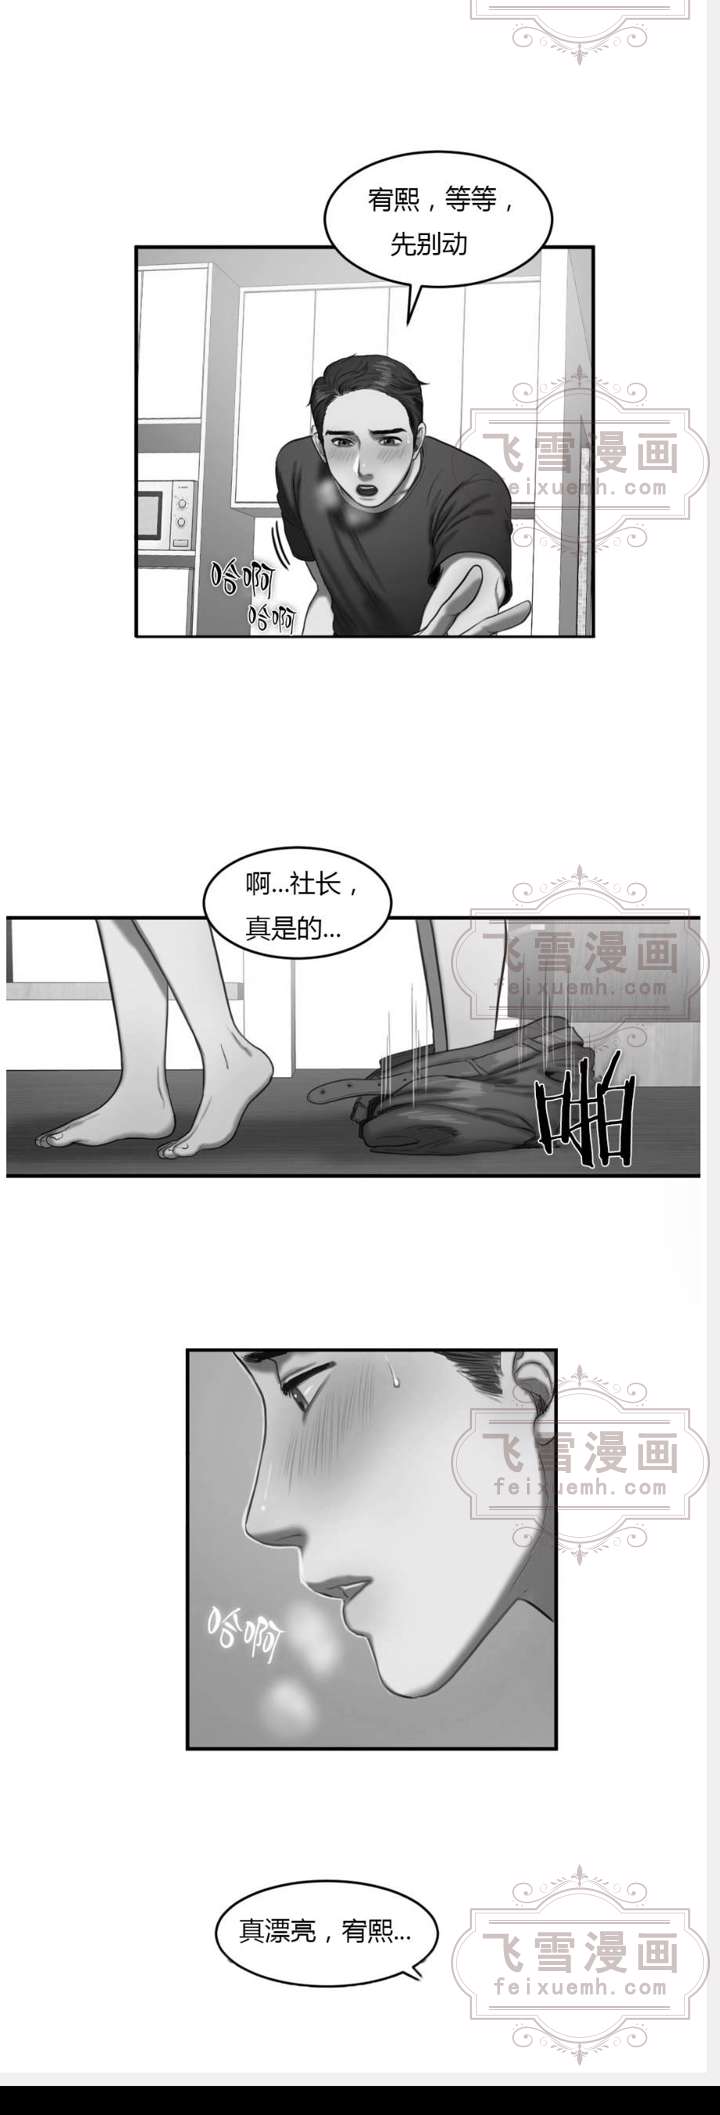 宥熙，等等，
先别动
飞雪漫画
feixuemh.com
哈啊
哈啊
啊...社长，
真是的...
飞雪漫画
feixuemh.com
啪
飞雪漫画
feixuemh.com
哈啊
真漂亮，宥熙...
飞雪漫画
feixuemh.com